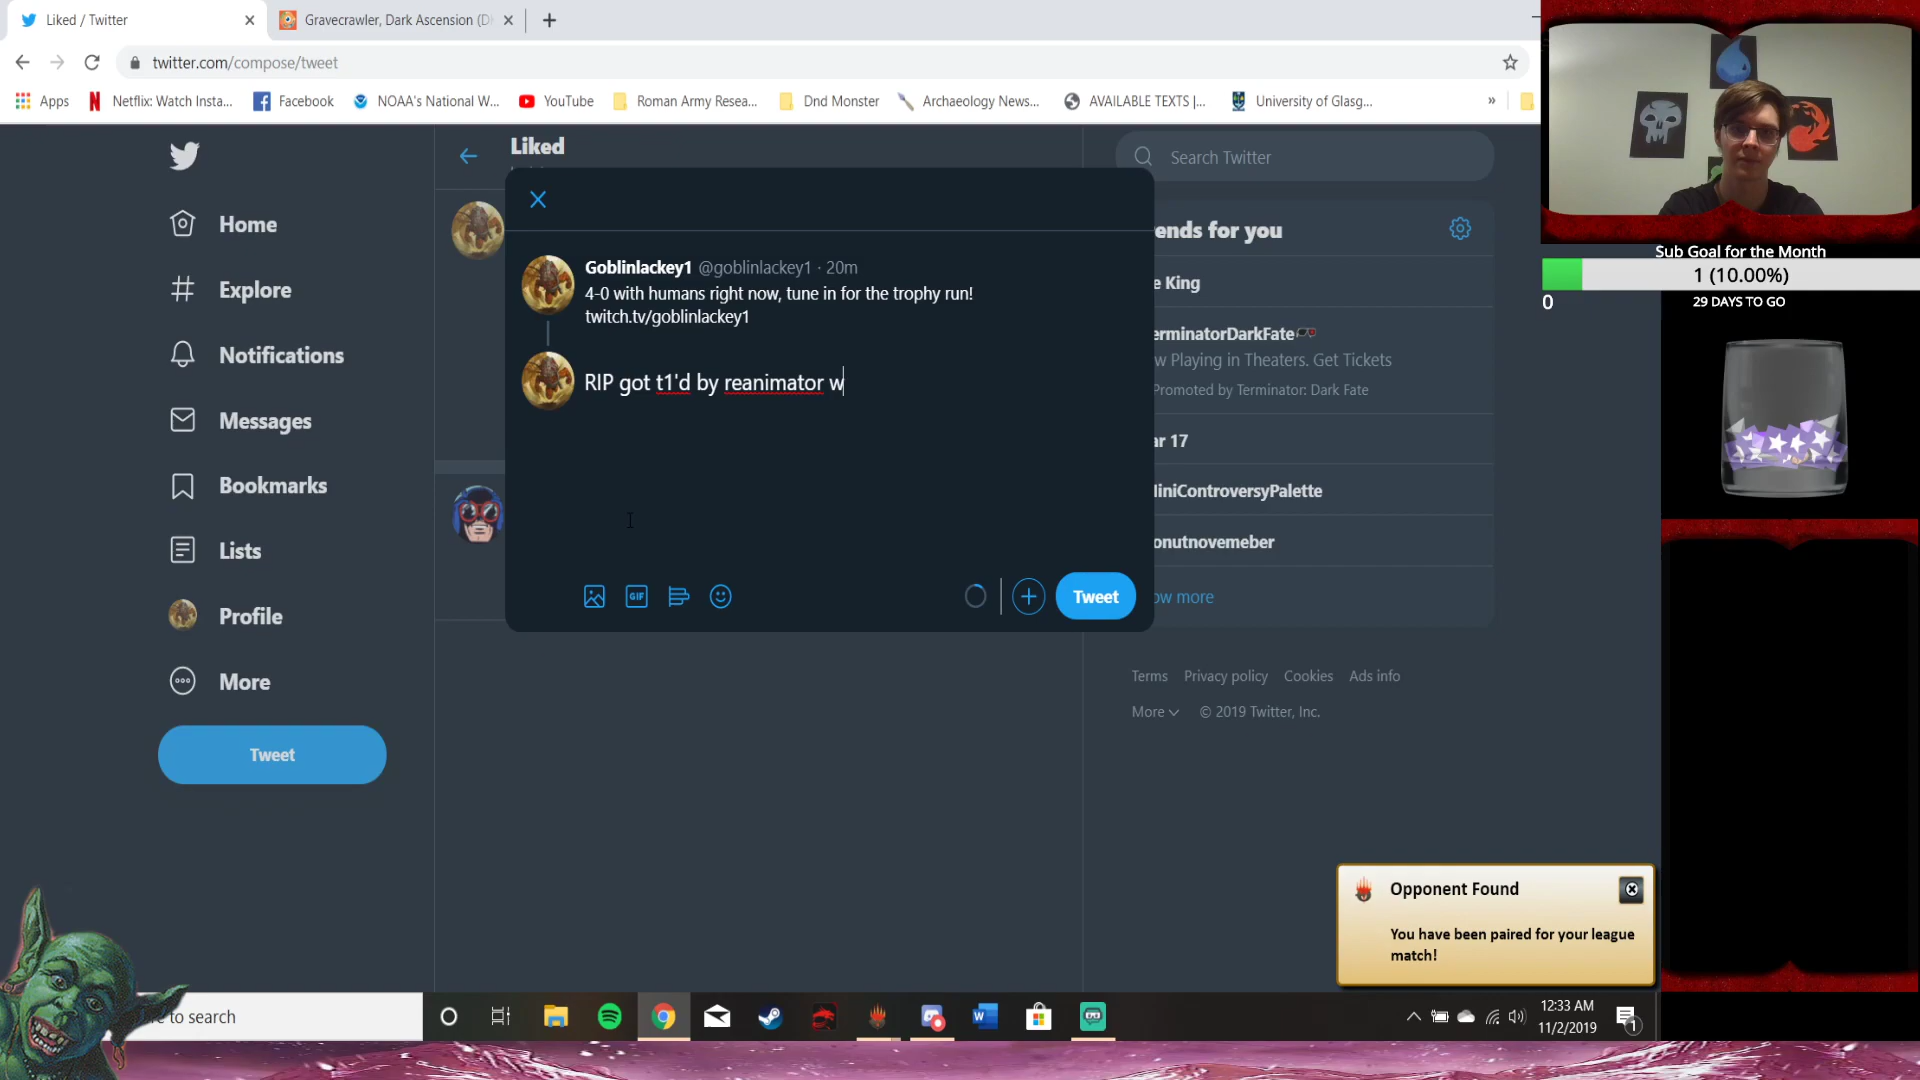 Liked / Twitter
Gravecrawler, Dark Ascension (D
twitter.com/compose/tweet
Apps
Netflix: Watch Insta...
Facebook
NOAA's National W...
YouTube
Roman Army Resea...
Dnd Monster
Archaeology News...
AVAILABLE TEXTS |...
University of Glasg...
»
Home
Explore
Notifications
Messages
Bookmarks
Lists
Profile
More
Tweet
Liked
Goblinlackey1 @goblinlackey1 · 20m
4-0 with humans right now, tune in for the trophy run!
twitch.tv/goblinlackey1
RIP got t1'd by reanimator w
GIF
Tweet
Search Twitter
ends for you
e King
erminatorDarkFate
w Playing in Theaters. Get Tickets
Promoted by Terminator: Dark Fate
ar 17
iniControversyPalette
onutnovemeber
ow more
Terms Privacy policy Cookies Ads info
More © 2019 Twitter, Inc.
Sub Goal for the Month
1 (10.00%)
0
29 DAYS TO GO
Opponent Found
You have been paired for your league
match!
to search
12:33 AM
11/2/2019
1